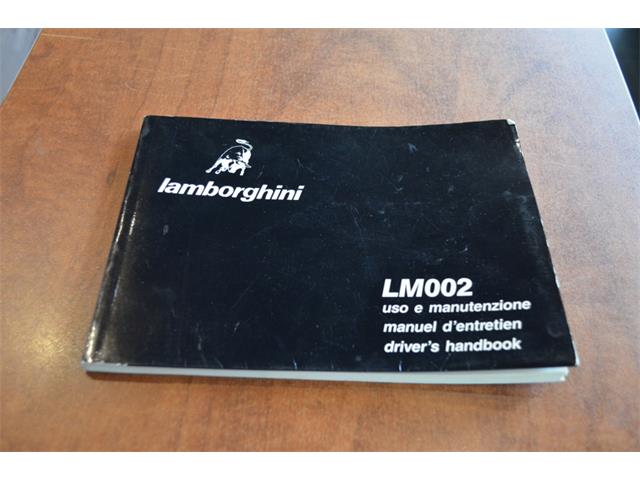 lamborghini
LM002
uso e manutenzione
manuel d'entretien
driver's handbook